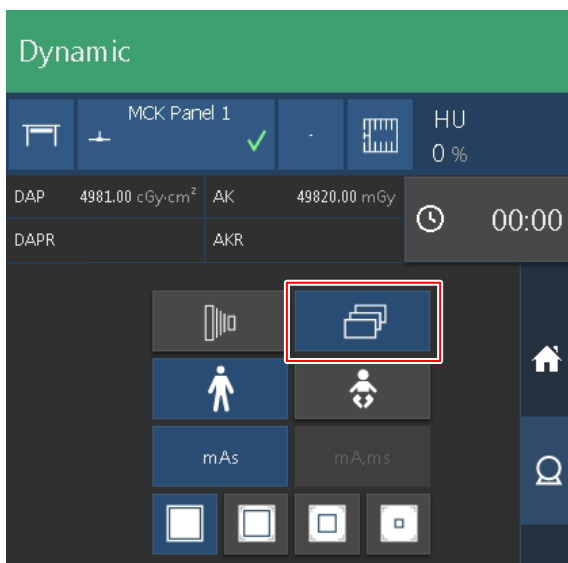 Dynamic
MCK Panel 1
HU
0 %
DAP 4981.00 cGy·cm² AK 49820.00 mGy
00:00
DAPR AKR
mAs mA,ms